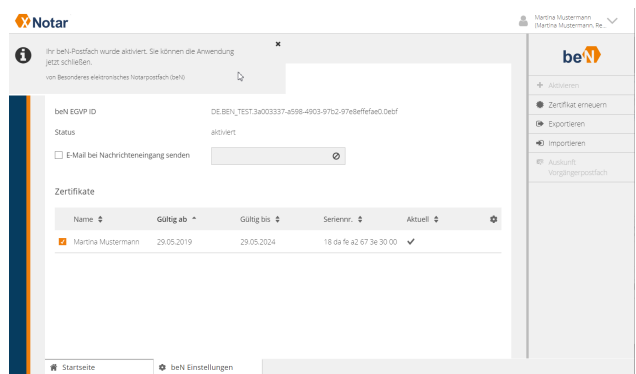 XNotar
Martina Mustermann
(Martina Mustermann, Re...
Ihr beN-Postfach wurde aktiviert. Sie können die Anwendung
jetzt schließen.
von Besonderes elektronisches Notarpostfach (beN)
beN
Aktivieren
Zertifikat erneuern
Exportieren
Importieren
Auskunft
Vorgängerpostfach
beN EGVP ID DE.BEN_TEST.3a003337-a598-4903-97b2-97e8effefae0.0ebf
Status aktiviert
E-Mail bei Nachrichteneingang senden
Zertifikate
Name Gültig ab Gültig bis Seriennr. Aktuell
Martina Mustermann 29.05.2019 29.05.2024 18 da fe a2 67 3e 30 00
Startseite beN Einstellungen